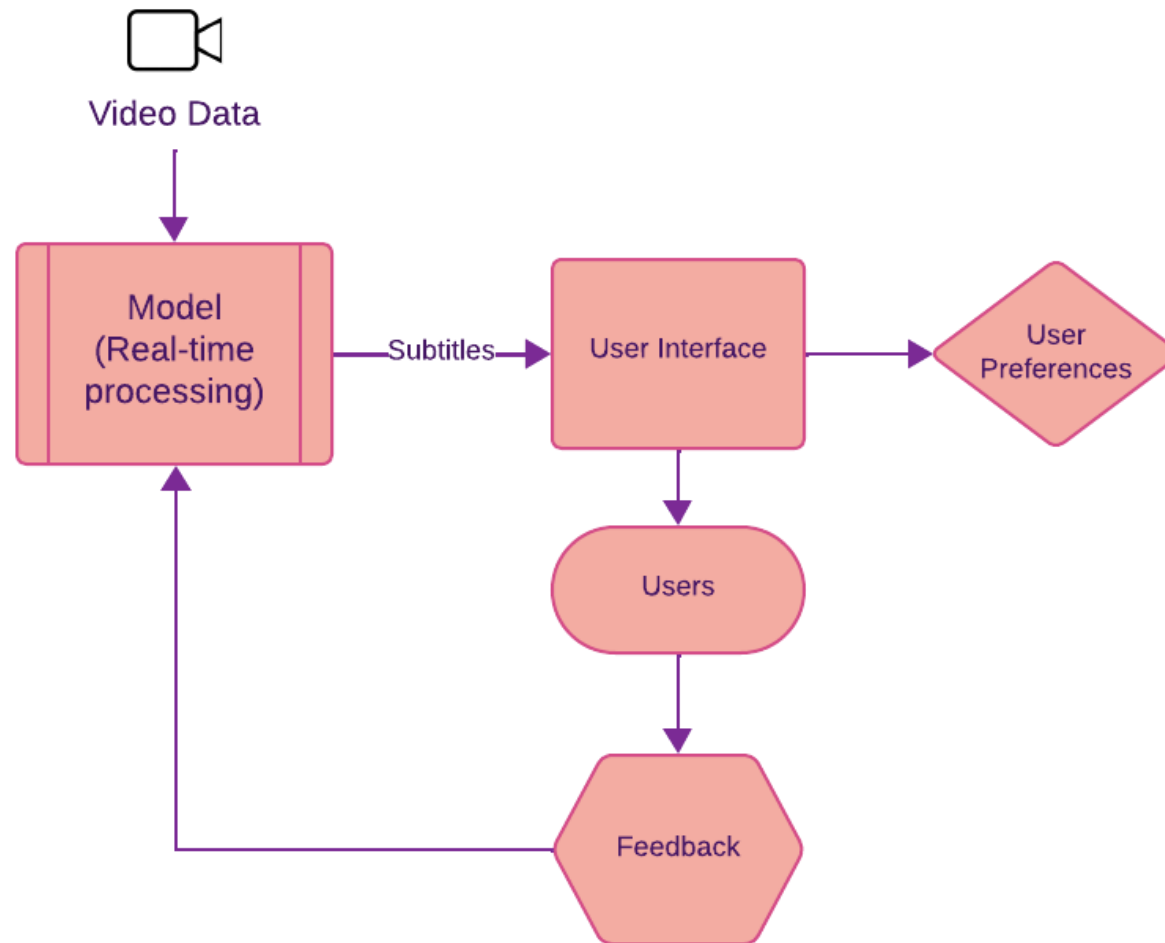 Video Data
Model
(Real-time
processing)
Subtitles
User Interface
User
Preferences
Users
Feedback